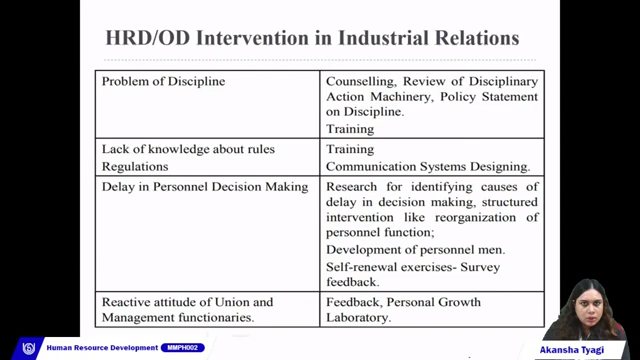 HRD/OD Intervention in Industrial Relations
Problem of Discipline
Counselling, Review of Disciplinary
Action Machinery, Policy Statement
on Discipline.
Training
Lack of knowledge about rules
Regulations
Training
Communication Systems Designing.
Delay in Personnel Decision Making
Research for identifying causes of
delay in decision making, structured
intervention like reorganization of
personnel function;
Development of personnel men.
Self-renewal exercises- Survey
feedback.
Reactive attitude of Union and
Management functionaries.
Feedback, Personal Growth
Laboratory.
Human Resource Development MMPH002
Akansha Tyagi